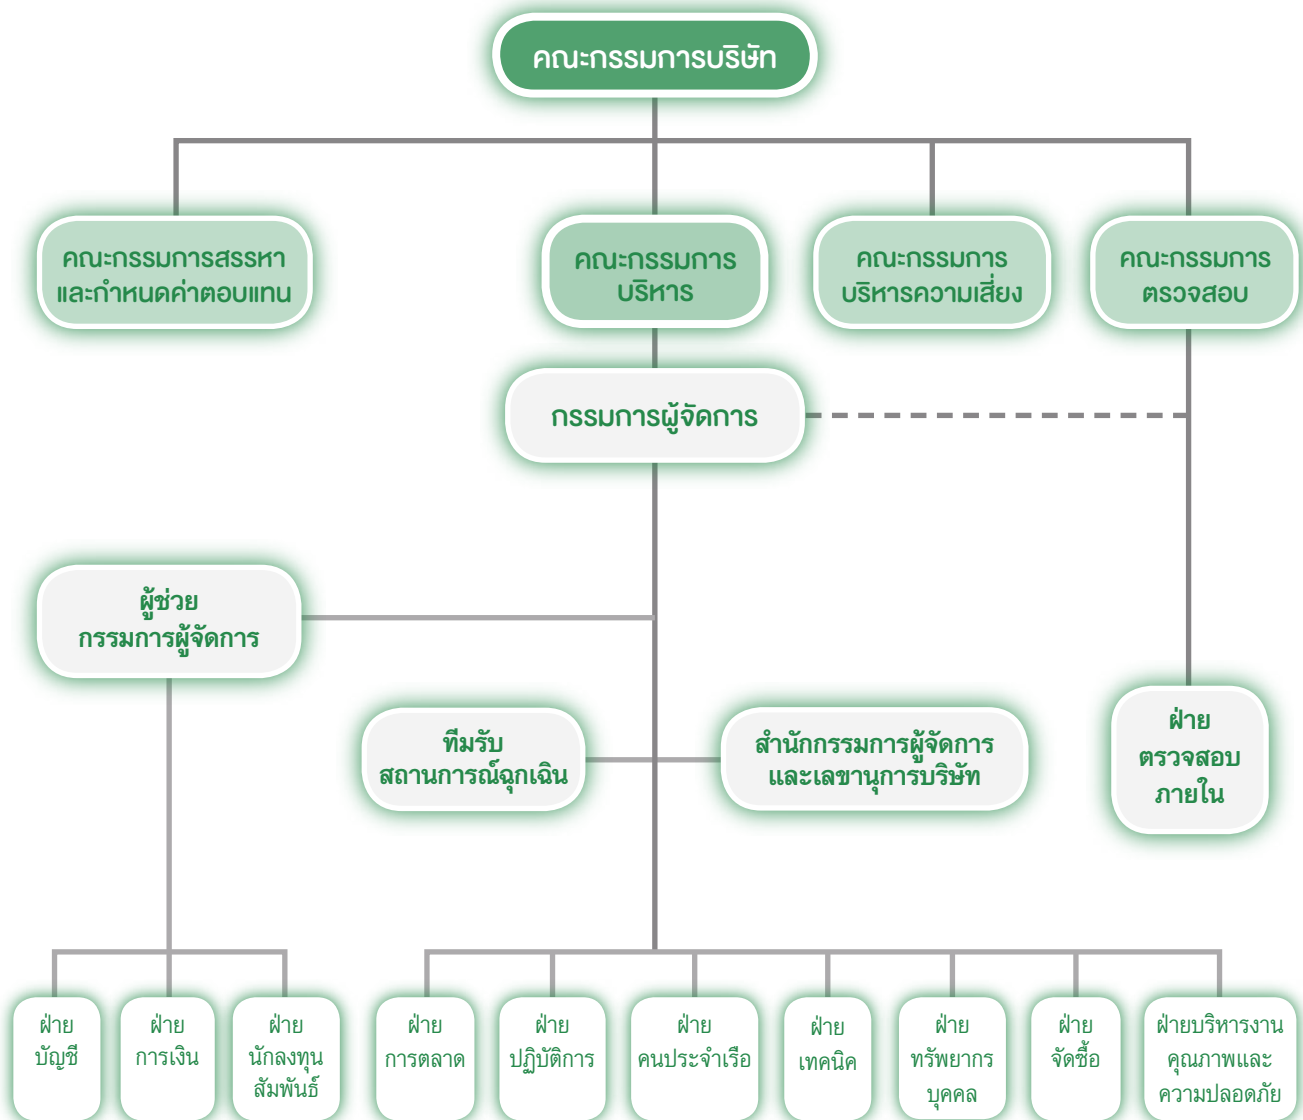 คณะกรรมการบริษัท
คณะกรรมการสรรหา
และกำหนดค่าตอบแทน
คณะกรรมการ
บริหาร
คณะกรรมการ
บริหารความเสี่ยง
คณะกรรมการ
ตรวจสอบ
กรรมการผู้จัดการ
ผู้ช่วย
กรรมการผู้จัดการ
ทีมรับ
สถานการณ์ฉุกเฉิน
สำนักกรรมการผู้จัดการ
และเลขานุการบริษัท
ฝ่าย
ตรวจสอบ
ภายใน
ฝ่าย
บัญชี
ฝ่าย
การเงิน
ฝ่าย
นักลงทุน
สัมพันธ์
ฝ่าย
การตลาด
ฝ่าย
ปฏิบัติการ
ฝ่าย
คนประจำเรือ
ฝ่าย
เทคนิค
ฝ่าย
ทรัพยากร
บุคคล
ฝ่าย
จัดซื้อ
ฝ่ายบริหารงาน
คุณภาพและ
ความปลอดภัย